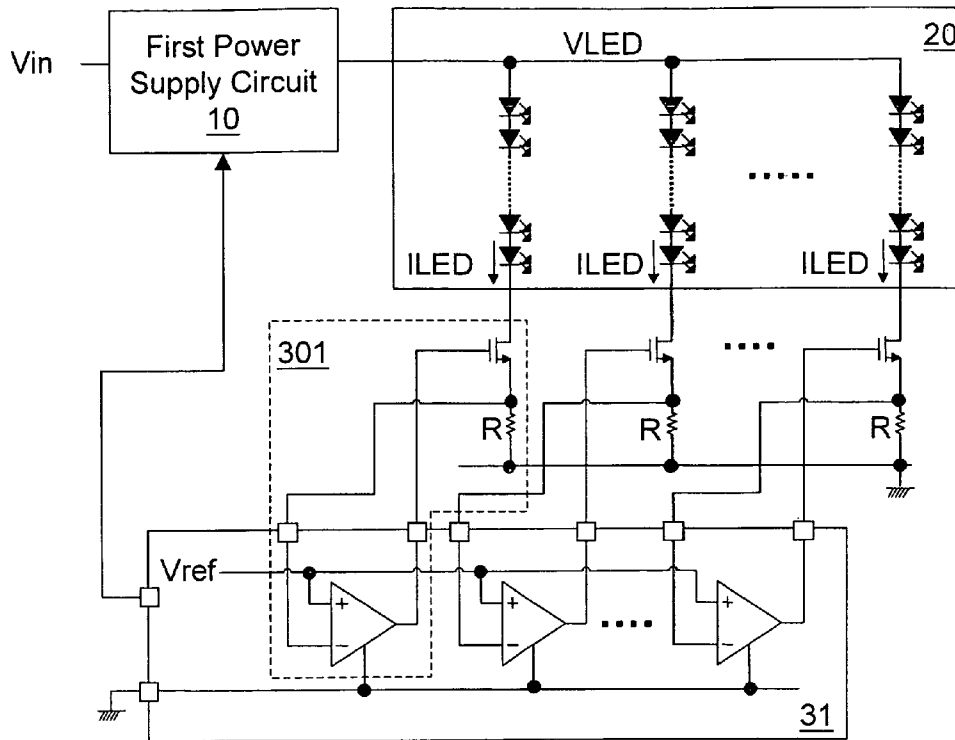 First Power
Supply Circuit
10
Vin
VLED
20
ILED
ILED
ILED
301
R
R
R
Vref
+
−
+
−
+
−
31